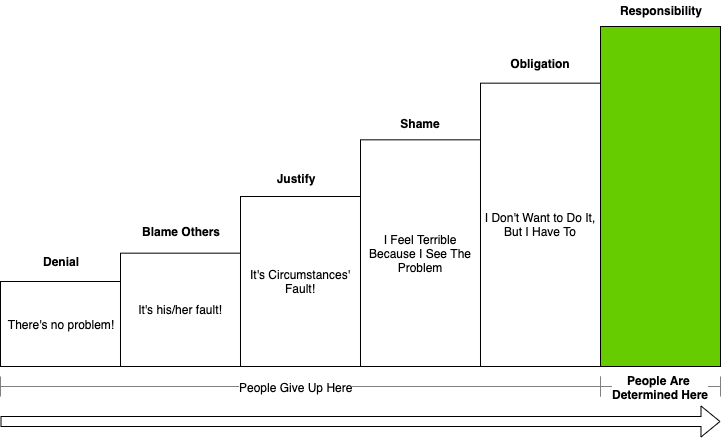 Responsibility
Obligation
Shame
Justify
Blame Others
Denial
There's no problem!
It's his/her fault!
It's Circumstances'
Fault!
I Feel Terrible
Because I See The
Problem
I Don't Want to Do It,
But I Have To
People Give Up Here
People Are
Determined Here